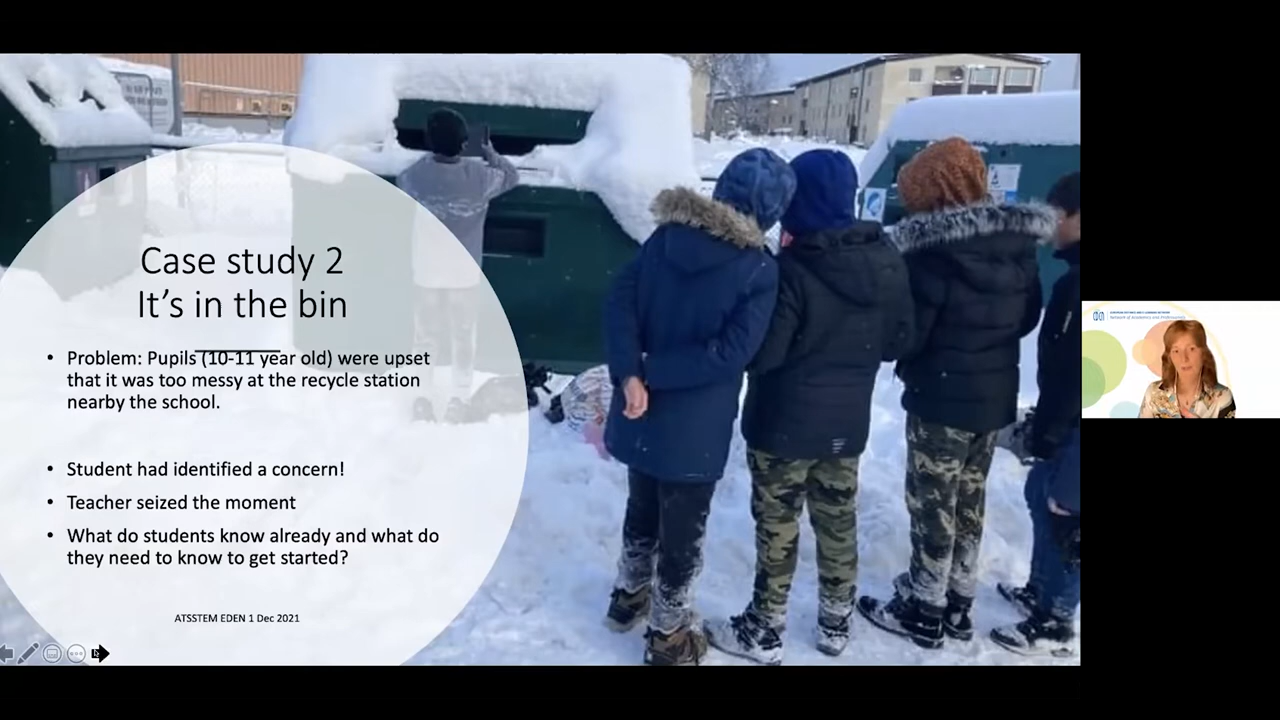 Case study 2
It's in the bin
• Problem: Pupils (10-11 year old) were upset
that it was too messy at the recycle station
nearby the school.
• Student had identified a concern!
• Teacher seized the moment
• What do students know already and what do
they need to know to get started?
ATSSTEM EDEN 1 Dec 2021